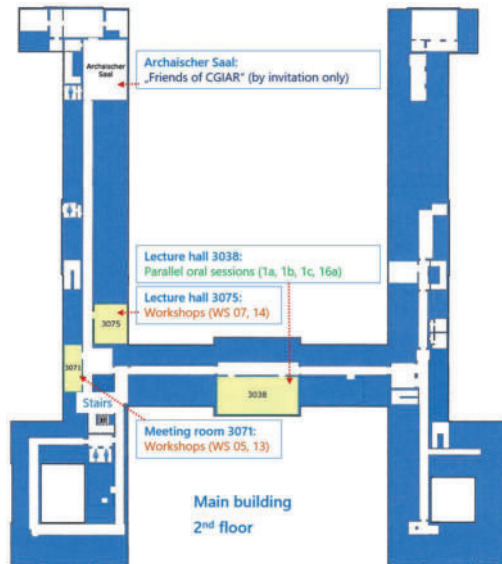 Archaischer
Saal
Archaischer Saal:
„Friends of CGIAR“ (by invitation only)
Lecture hall 3038:
Parallel oral sessions (1a, 1b, 1c, 16a)
Lecture hall 3075:
Workshops (WS 07, 14)
3075
3071
3038
Stairs
Meeting room 3071:
Workshops (WS 05, 13)
Main building
2nd floor